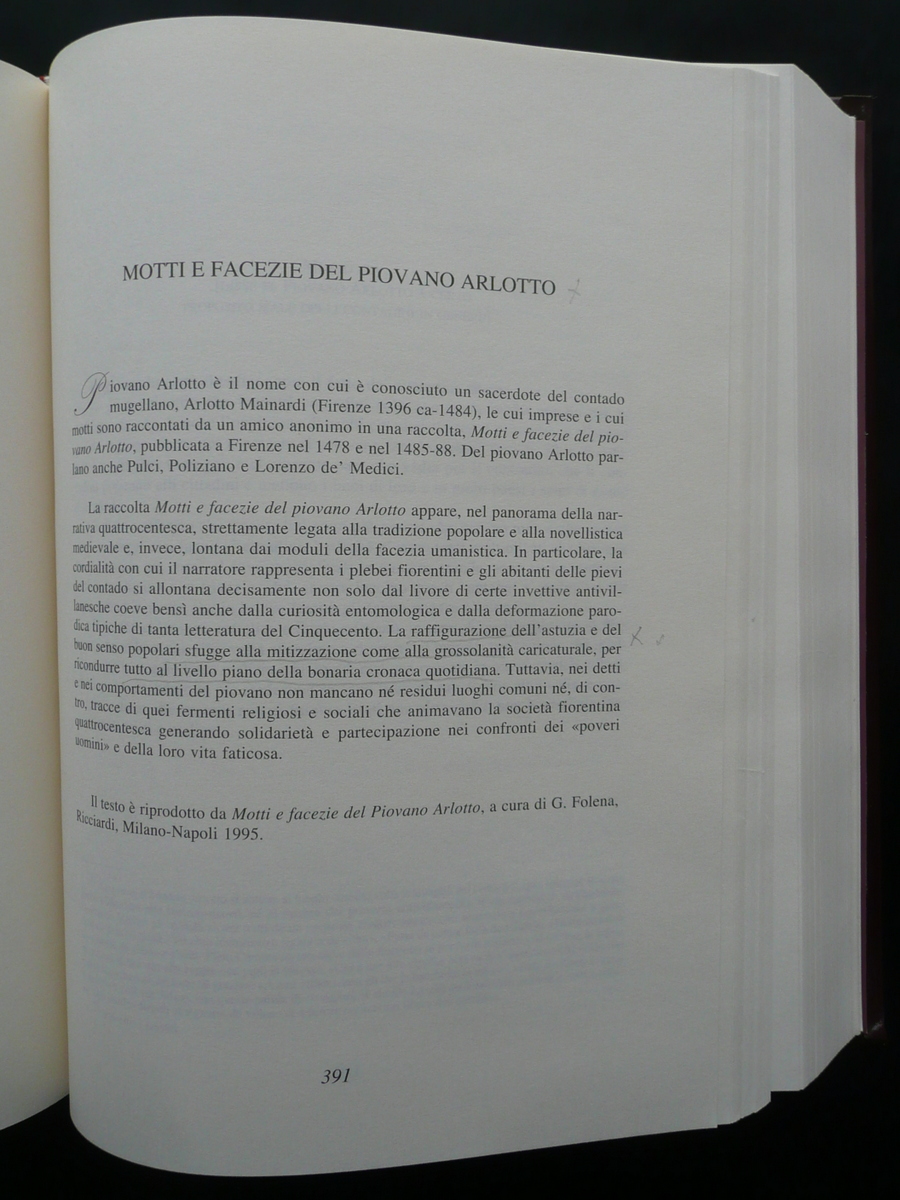 MOTTI E FACEZIE DEL PIOVANO ARLOTTO
Piovano Arlotto è il nome con cui è conosciuto un sacerdote del contado
mugellano, Arlotto Mainardi (Firenze 1396 ca-1484), le cui imprese e i cui
motti sono raccontati da un amico anonimo in una raccolta, Motti e facezie del pio-
vano Arlotto, pubblicata a Firenze nel 1478 e nel 1485-88. Del piovano Arlotto par-
lano anche Pulci, Poliziano e Lorenzo de' Medici.
La raccolta Motti e facezie del piovano Arlotto appare, nel panorama della nar-
rativa quattrocentesca, strettamente legata alla tradizione popolare e alla novellistica
medievale e, invece, lontana dai moduli della facezia umanistica. In particolare, la
cordialità con cui il narratore rappresenta i plebei fiorentini e gli abitanti delle pievi
del contado si allontana decisamente non solo dal livore di certe invettive antivil-
lanesche coeve bensì anche dalla curiosità entomologica e dalla deformazione paro-
dica tipiche di tanta letteratura del Cinquecento. La raffigurazione dell'astuzia e del
buon senso popolari sfugge alla mitizzazione come alla grossolanità caricaturale, per
ricondurre tutto al livello piano della bonaria cronaca quotidiana. Tuttavia, nei detti
e nei comportamenti del piovano non mancano né residui luoghi comuni né, di con-
tro, tracce di quei fermenti religiosi e sociali che animavano la società fiorentina
quattrocentesca generando solidarietà e partecipazione nei confronti dei «poveri
uomini» e della loro vita faticosa.
Il testo è riprodotto da Motti e facezie del Piovano Arlotto, a cura di G. Folena,
Ricciardi, Milano-Napoli 1995.
391